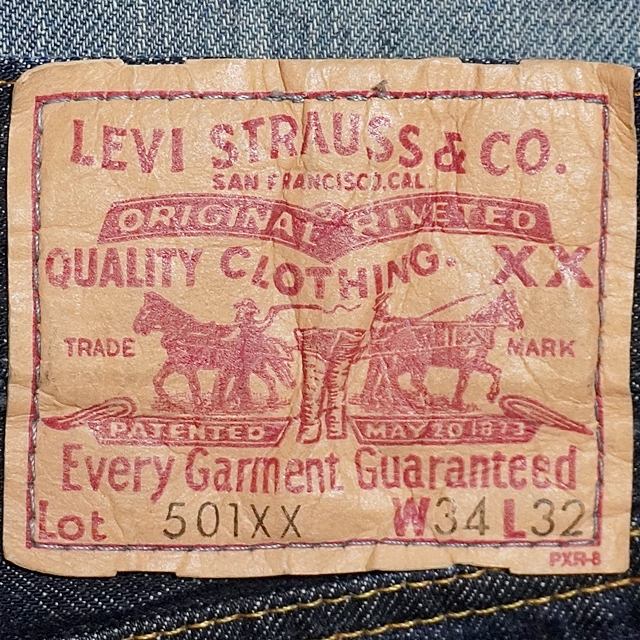 LEVI STRAUSS & CO.
SAN FRANCISCO, CAL.
ORIGINAL RIVETED
QUALITY CLOTHING. XX
TRADE MARK
PATENTED MAY 20 1873
Every Garment Guaranteed
Lot 501XX W34 L32
PXR-8